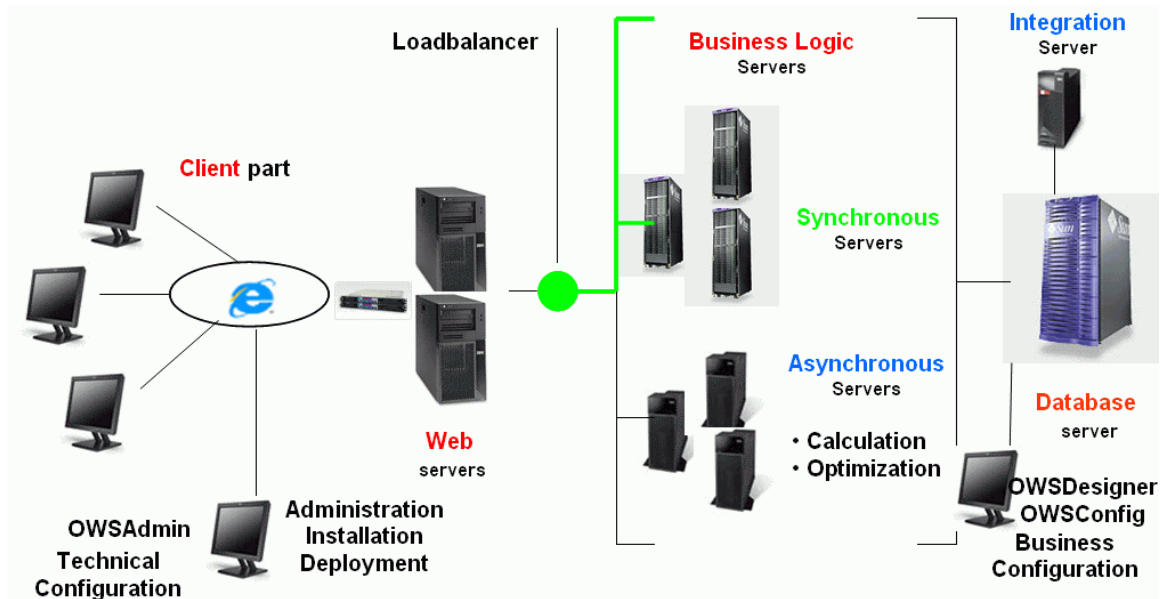 Loadbalancer
Business Logic
Servers
Integration
Server
Client part
Synchronous
Servers
Sun
Asynchronous
Servers
• Calculation
• Optimization
Web
servers
Database
server
OWSAdmin
Technical
Configuration
Administration
Installation
Deployment
OWSDesigner
OWSConfig
Business
Configuration